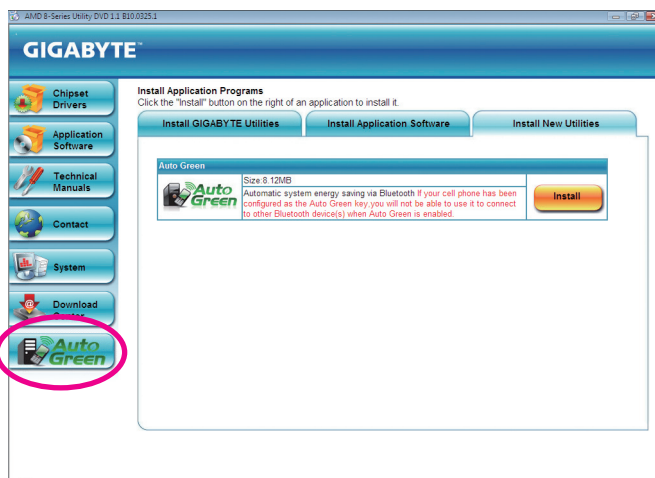 AMD 8-Series Utility DVD 1.1 B10.0325.1
GIGABYTE™
Chipset
Drivers
Application
Software
Technical
Manuals
Contact
System
Download
Center
Auto
Green
Install Application Programs
Click the "Install" button on the right of an application to install it.
Install GIGABYTE Utilities
Install Application Software
Install New Utilities
Auto Green
Auto
Green
Size:8.12MB
Automatic system energy saving via Bluetooth If your cell phone has been
configured as the Auto Green key,you will not be able to use it to connect
to other Bluetooth device(s) when Auto Green is enabled.
Install